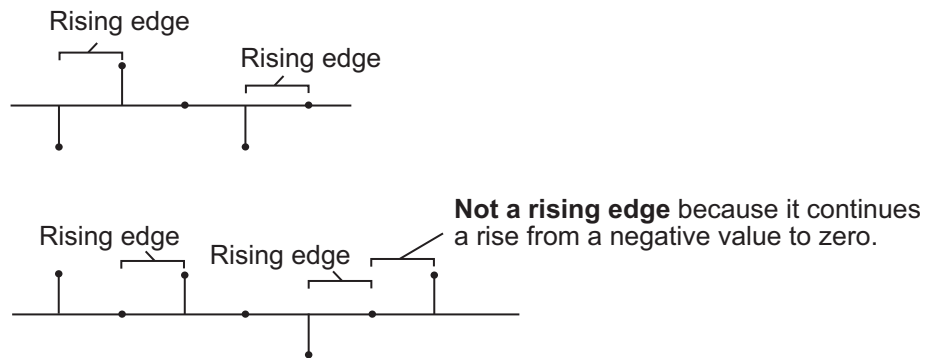 Rising edge
Rising edge
Not a rising edge because it continues
a rise from a negative value to zero.
Rising edge
Rising edge